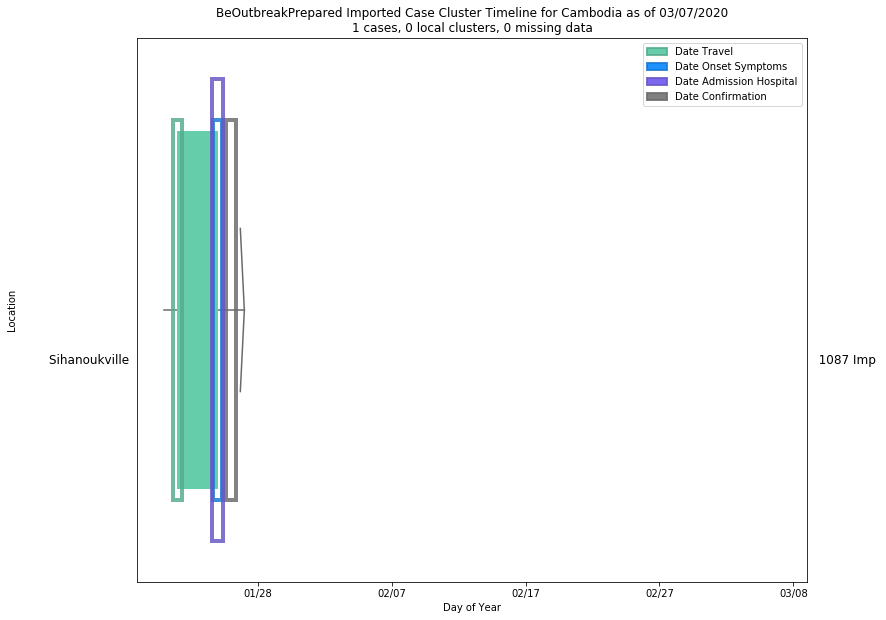 BeOutbreakPrepared Imported Case Cluster Timeline for Cambodia as of 03/07/2020
1 cases, 0 local clusters, 0 missing data
Date Travel
Date Onset Symptoms
Date Admission Hospital
Date Confirmation
Location
Sihanoukville
1087 Imp
01/28
02/07
02/17
02/27
03/08
Day of Year